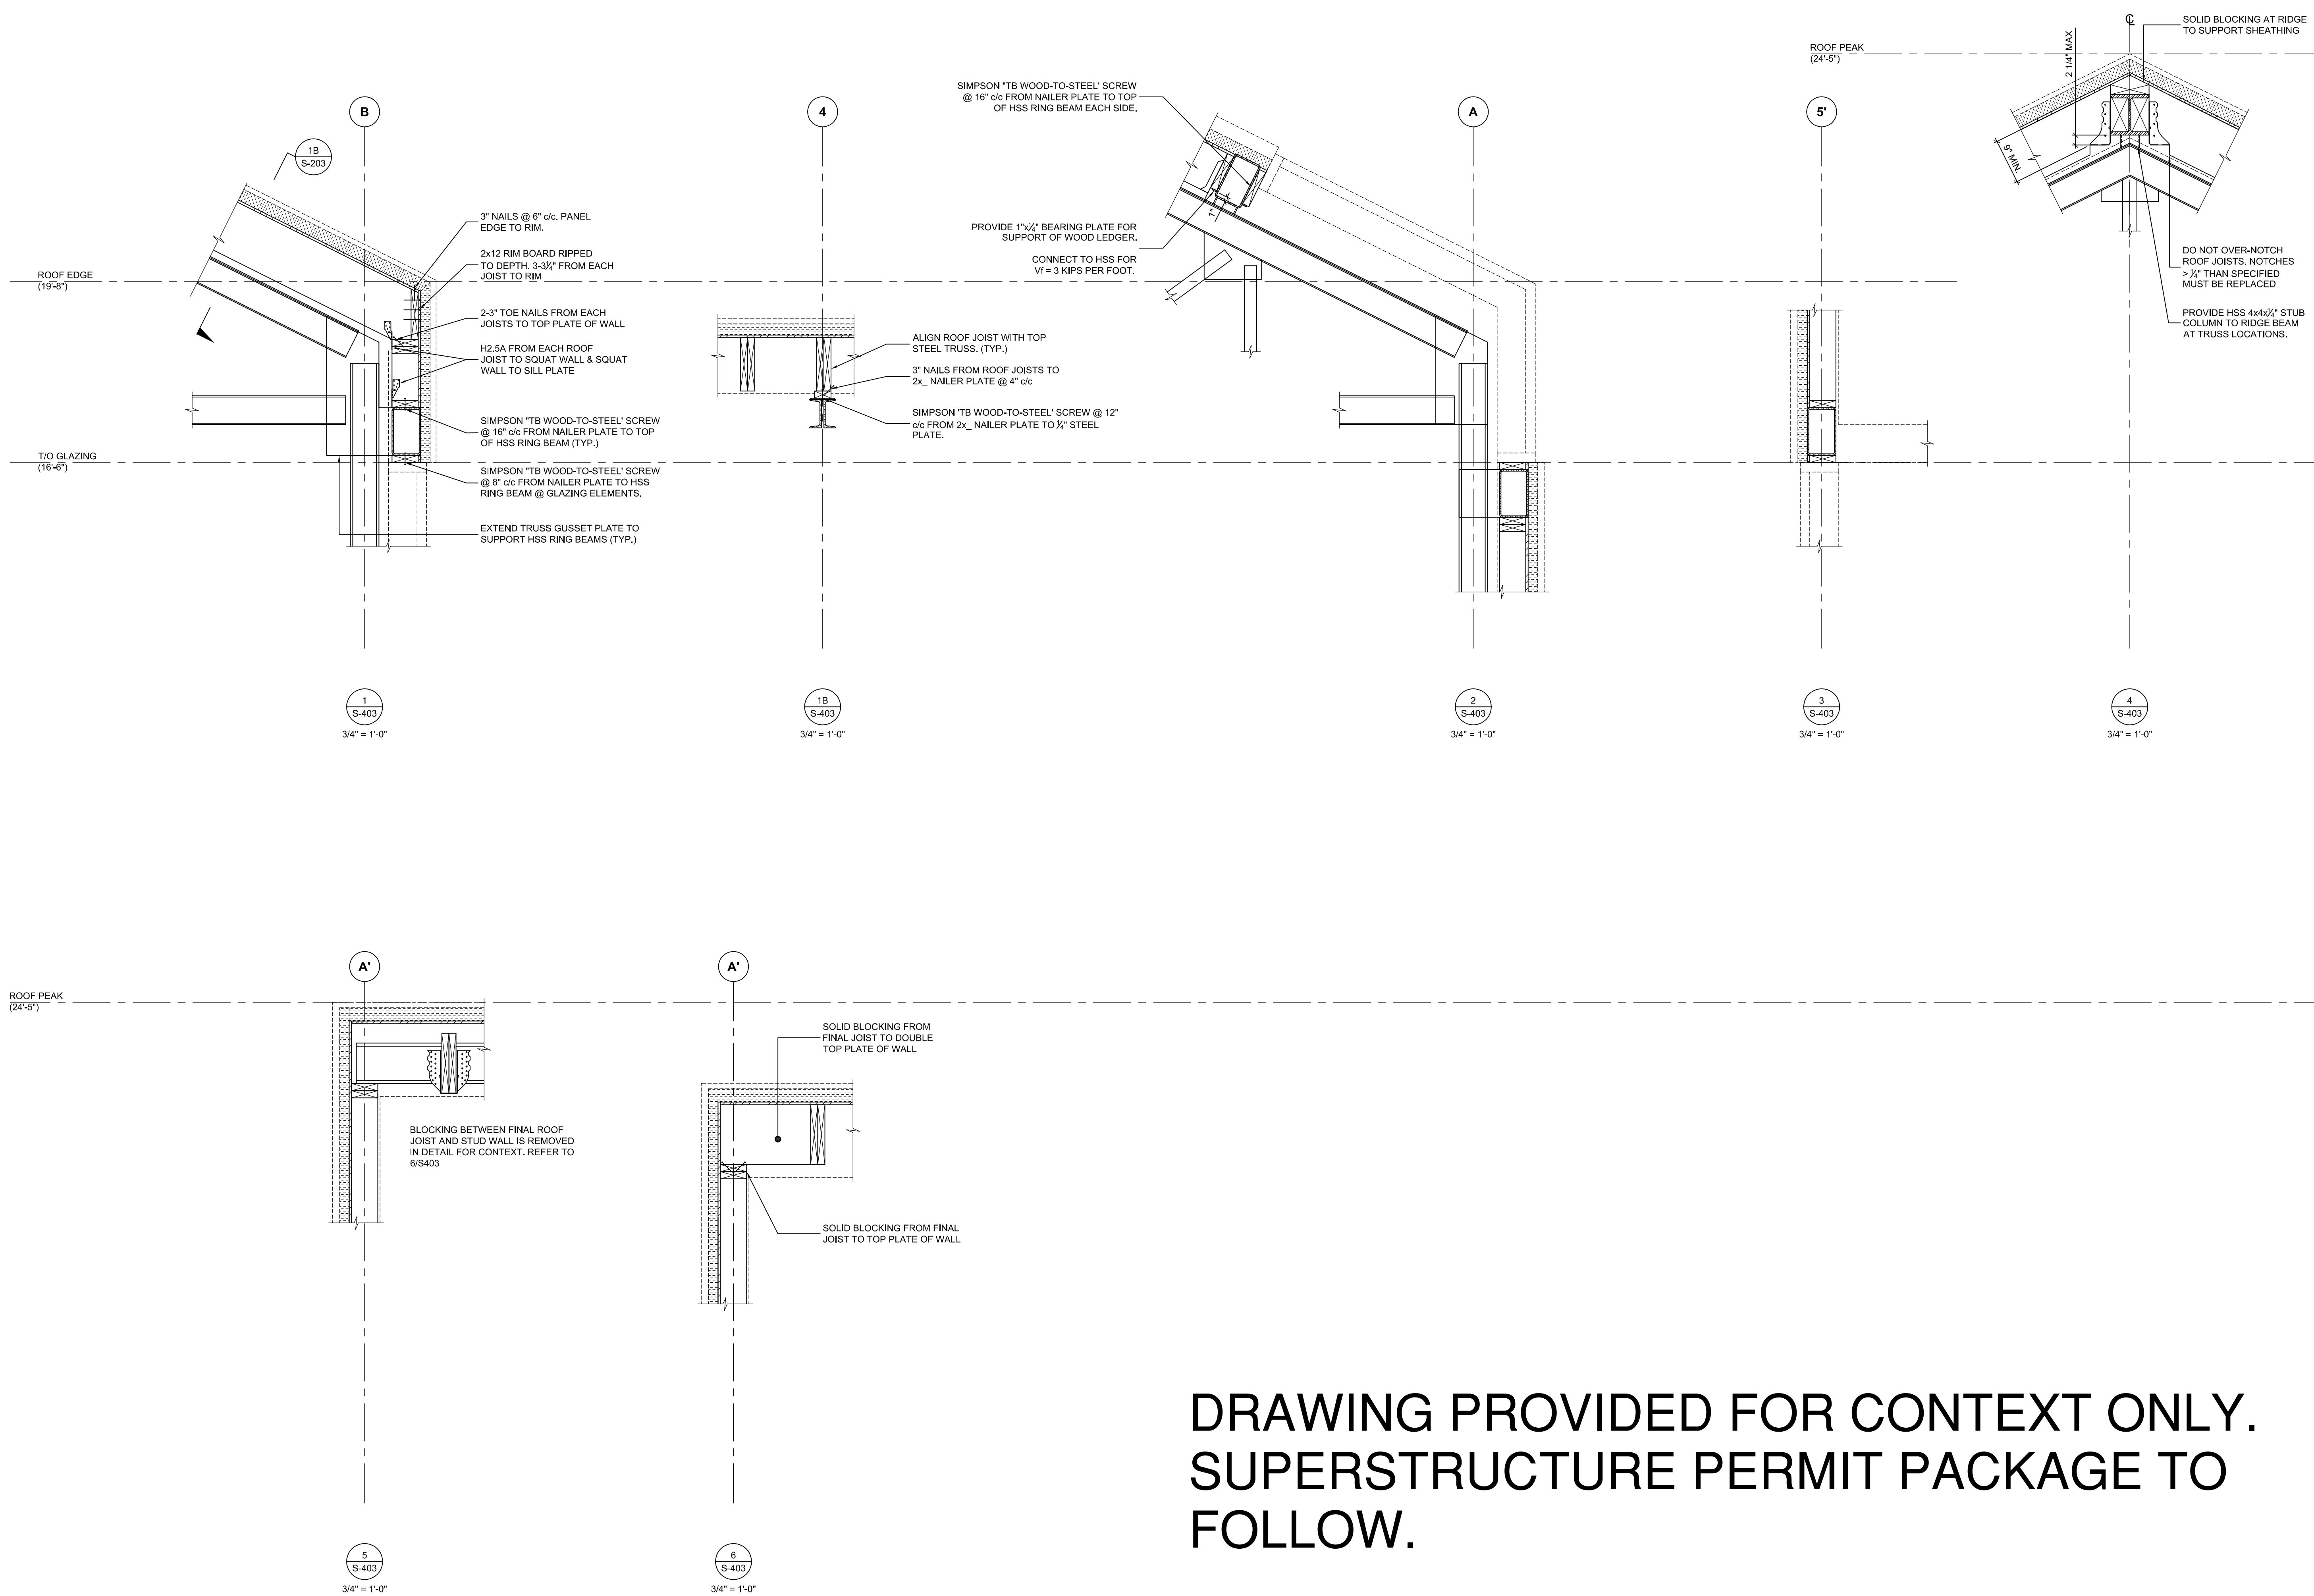 B
1B
S-203
3" NAILS @ 6" c/c. PANEL
EDGE TO RIM.
2x12 RIM BOARD RIPPED
TO DEPTH. 3-3¼" FROM EACH
JOIST TO RIM
ROOF EDGE
(19'-8")
2-3" TOE NAILS FROM EACH
JOISTS TO TOP PLATE OF WALL
H2.5A FROM EACH ROOF
JOIST TO SQUAT WALL & SQUAT
WALL TO SILL PLATE
SIMPSON "TB WOOD-TO-STEEL' SCREW
@ 16" c/c FROM NAILER PLATE TO TOP
OF HSS RING BEAM (TYP.)
T/O GLAZING
(16'-6")
SIMPSON "TB WOOD-TO-STEEL' SCREW
@ 8" c/c FROM NAILER PLATE TO HSS
RING BEAM @ GLAZING ELEMENTS.
EXTEND TRUSS GUSSET PLATE TO
SUPPORT HSS RING BEAMS (TYP.)
1
S-403
3/4" = 1'-0"
4
ALIGN ROOF JOIST WITH TOP
STEEL TRUSS. (TYP.)
3" NAILS FROM ROOF JOISTS TO
2x_ NAILER PLATE @ 4" c/c
SIMPSON 'TB WOOD-TO-STEEL' SCREW @ 12"
c/c FROM 2x_ NAILER PLATE TO ¼" STEEL
PLATE.
1B
S-403
3/4" = 1'-0"
SIMPSON "TB WOOD-TO-STEEL' SCREW
@ 16" c/c FROM NAILER PLATE TO TOP
OF HSS RING BEAM EACH SIDE.
A
1"
PROVIDE 1"x¼" BEARING PLATE FOR
SUPPORT OF WOOD LEDGER.
CONNECT TO HSS FOR
Vf = 3 KIPS PER FOOT.
2
S-403
3/4" = 1'-0"
5'
3
S-403
3/4" = 1'-0"
℄
SOLID BLOCKING AT RIDGE
TO SUPPORT SHEATHING
ROOF PEAK
(24'-5")
2 1/4" MAX
9" MIN.
DO NOT OVER-NOTCH
ROOF JOISTS. NOTCHES
> ¼" THAN SPECIFIED
MUST BE REPLACED
PROVIDE HSS 4x4x¼" STUB
COLUMN TO RIDGE BEAM
AT TRUSS LOCATIONS.
4
S-403
3/4" = 1'-0"
ROOF PEAK
(24'-5")
A'
BLOCKING BETWEEN FINAL ROOF
JOIST AND STUD WALL IS REMOVED
IN DETAIL FOR CONTEXT. REFER TO
6/S403
5
S-403
3/4" = 1'-0"
A'
SOLID BLOCKING FROM
FINAL JOIST TO DOUBLE
TOP PLATE OF WALL
SOLID BLOCKING FROM FINAL
JOIST TO TOP PLATE OF WALL
6
S-403
3/4" = 1'-0"
DRAWING PROVIDED FOR CONTEXT ONLY.
SUPERSTRUCTURE PERMIT PACKAGE TO
FOLLOW.